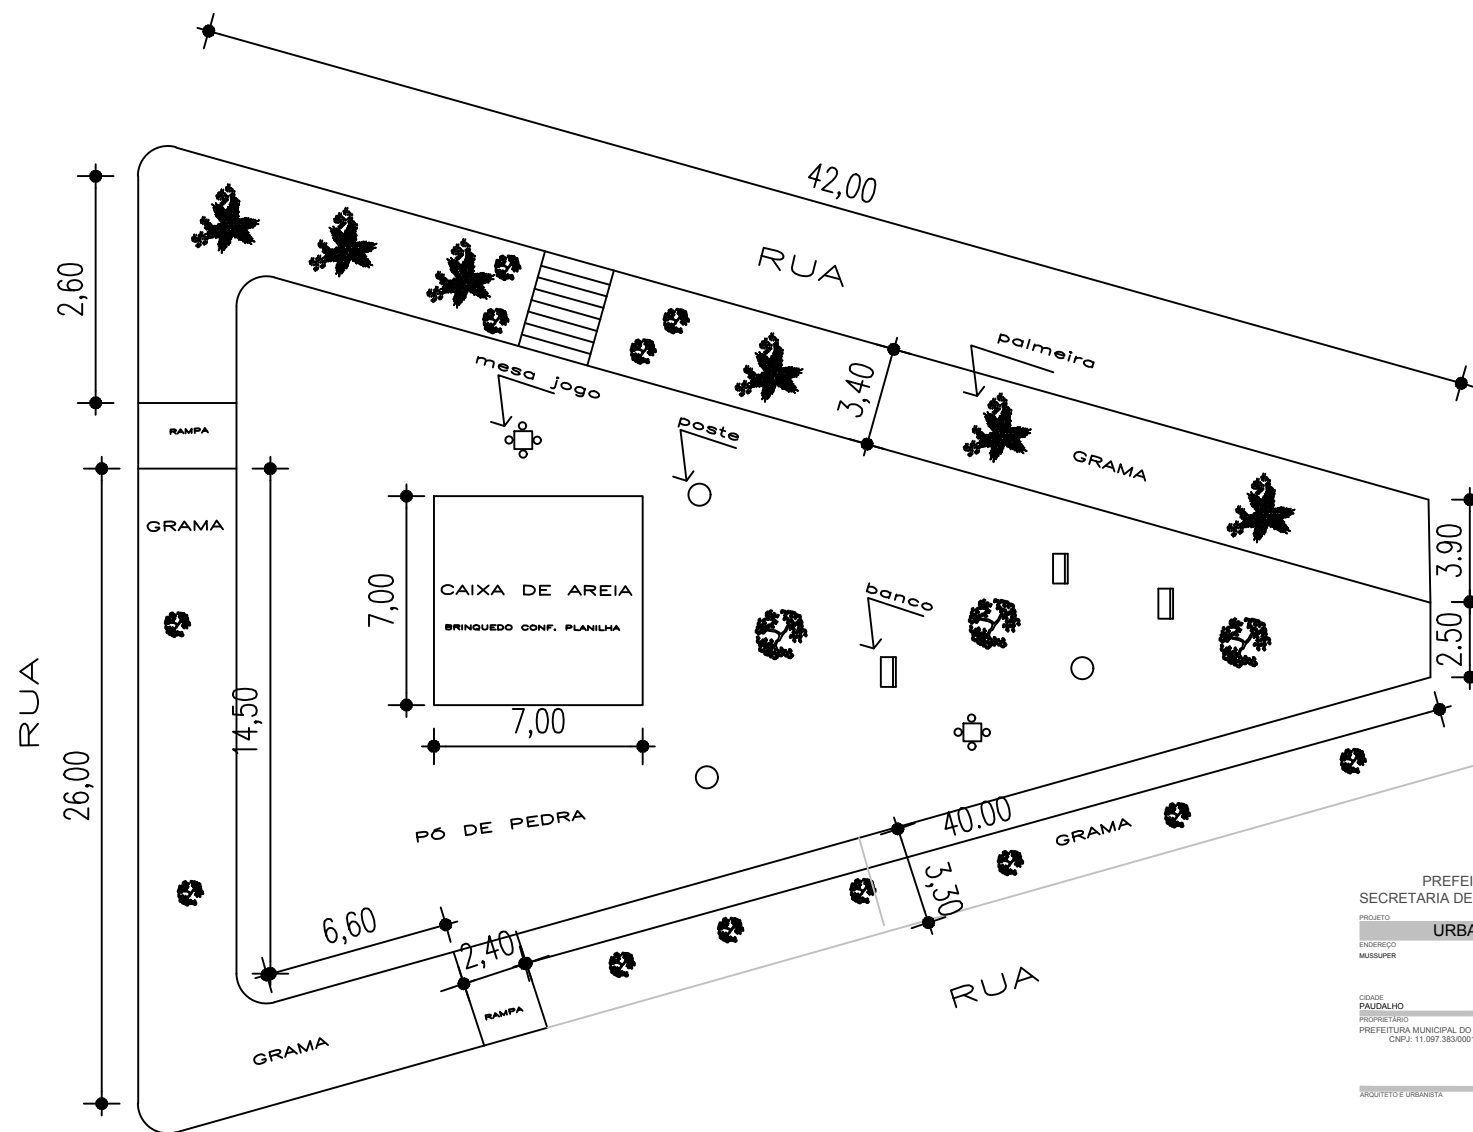 42,00
RUA
2,60
palmeira
3,40
mesa jogo
poste
RAMPA
GRAMA
GRAMA
3.90
CAIXA DE AREIA
BRINQUEDO CONF. PLANILHA
7,00
banco
2.50
RUA
14,50
7,00
26,00
PÓ DE PEDRA
40.00
GRAMA
3,30
6,60
2,40
RUA
RAMPA
GRAMA
PREFEI
SECRETARIA DE
PROJETO
URBA
ENDEREÇO
MUSSUPER
CIDADE
PAUDALHO
PROPRIETÁRIO
PREFEITURA MUNICIPAL DO
CNPJ: 11.097.383/000
ARQUITETO E URBANISTA